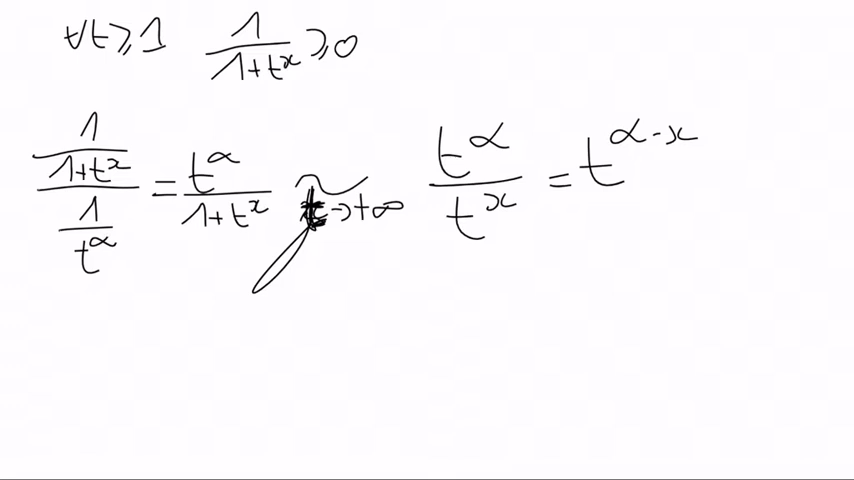 ∀t⩾1 1/(1+t^x) ⩾0
(1/(1+t^x))/(1/t^α) = t^α/(1+t^x) ~ t→+∞ t^α/t^x = t^(α-x)